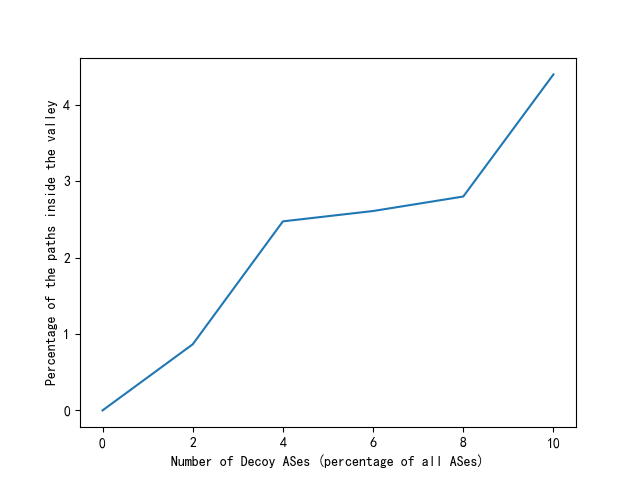 Percentage of the paths inside the valley
4
3
2
1
0
0 2 4 6 8 10
Number of Decoy ASes (percentage of all ASes)